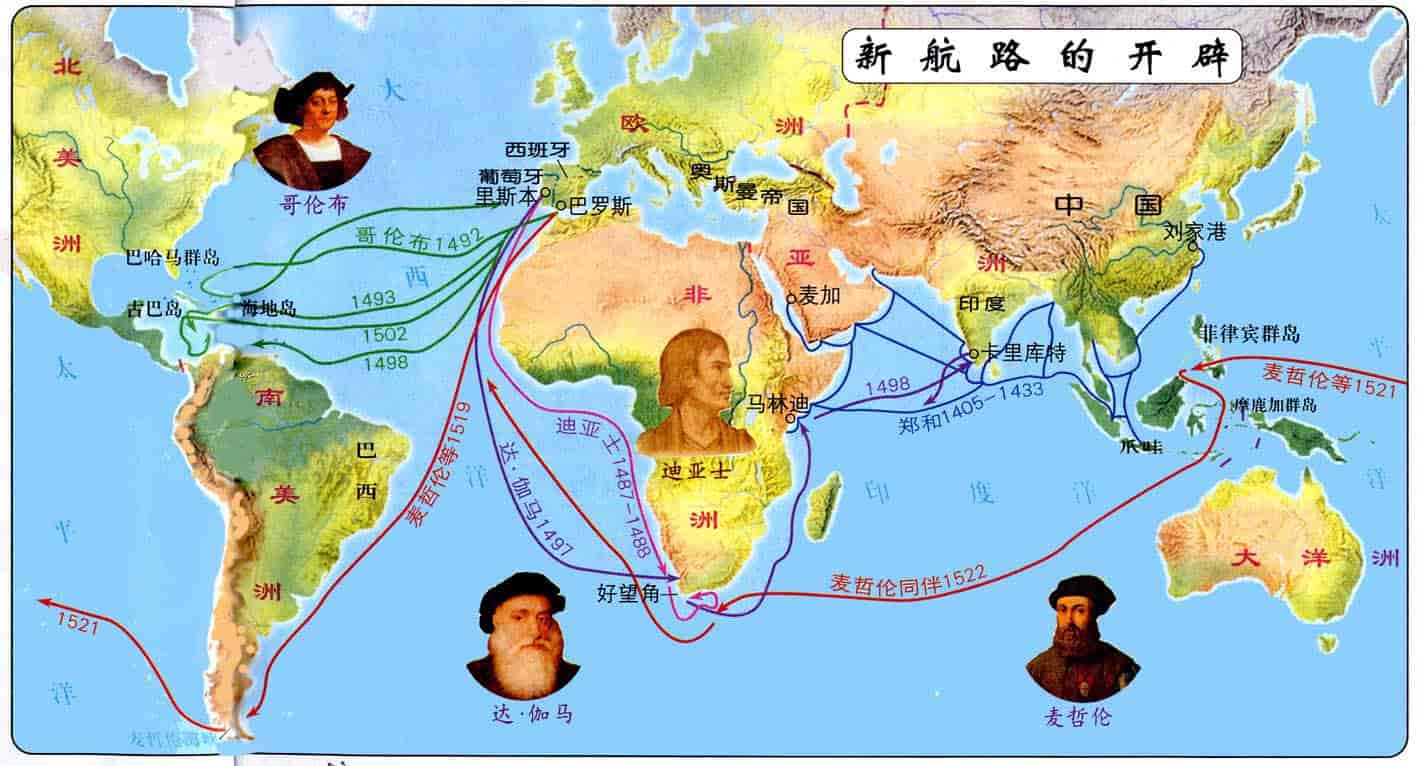 新航路的开辟
北美洲
大西洋
哥伦布
欧洲
西班牙
葡萄牙
里斯本
巴罗斯
奥斯曼帝国
中国
刘家港
太平洋
哥伦布1492
巴哈马群岛
古巴岛
海地岛
1493
1502
1498
亚洲
麦加
印度
卡里库特
非洲
菲律宾群岛
麦哲伦等1521
摩鹿加群岛
爪哇
太平洋
南美洲
巴西
麦哲伦等1519
达·伽马1497
迪亚士1487-1488
迪亚士
马林迪
1498
郑和1405-1433
印度洋
大洋洲
好望角
麦哲伦同伴1522
1521
达·伽马
麦哲伦